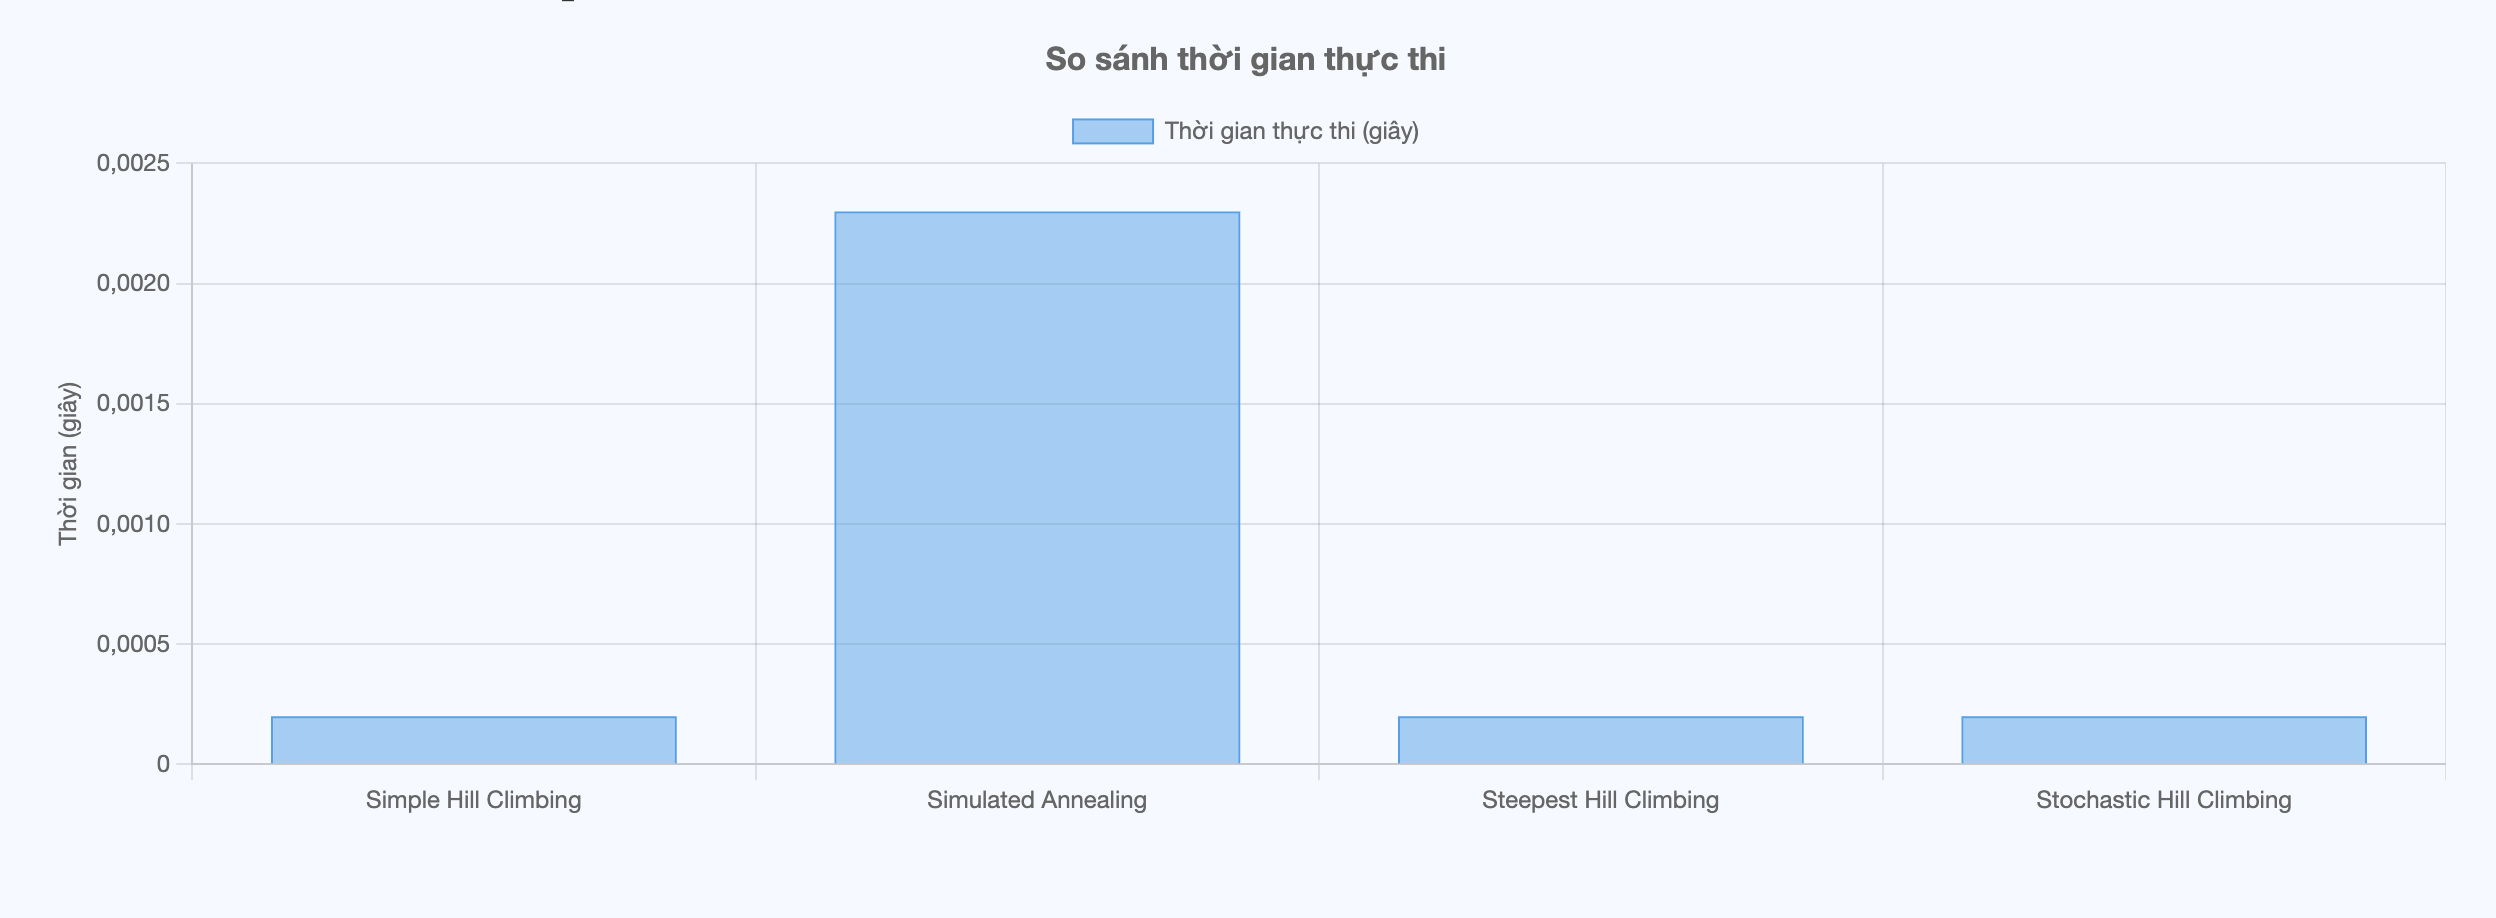 So sánh thời gian thực thi
Thời gian thực thi (giây)
0,0025
0,0020
0,0015
0,0010
0,0005
0
Thời gian (giây)
Simple Hill Climbing
Simulated Annealing
Steepest Hill Climbing
Stochastic Hill Climbing